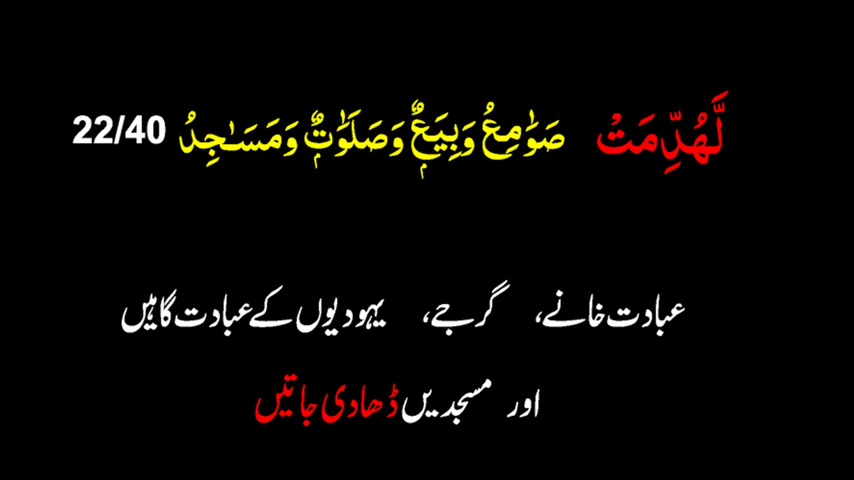 لَّهُدِّمَتْ صَوَٰمِعُ وَبِيَعٌۭ وَصَلَوَٰتٌۭ وَمَسَـٰجِدُ 22/40
عبادت خانے، گرجے، یہودیوں کے عبادت گاہیں
اور مسجدیں ڈھادی جاتیں